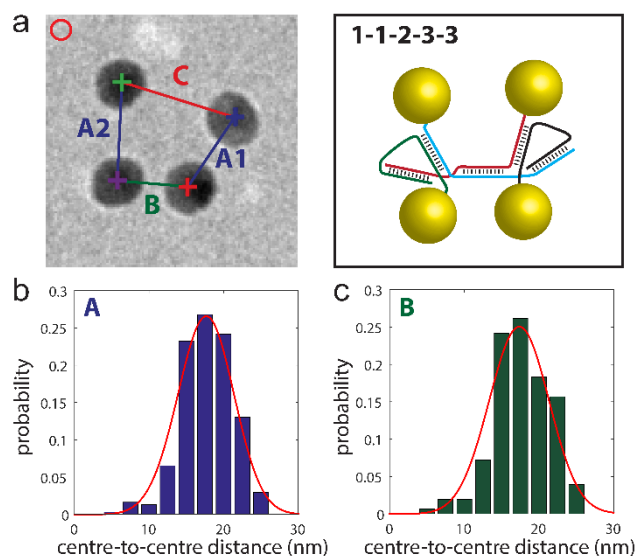 a
C
A2
A1
B
1-1-2-3-3
b
A
probability
0.3
0.25
0.2
0.15
0.1
0.05
0
0
10
20
30
centre-to-centre distance (nm)
c
B
probability
0.3
0.25
0.2
0.15
0.1
0.05
0
0
10
20
30
centre-to-centre distance (nm)